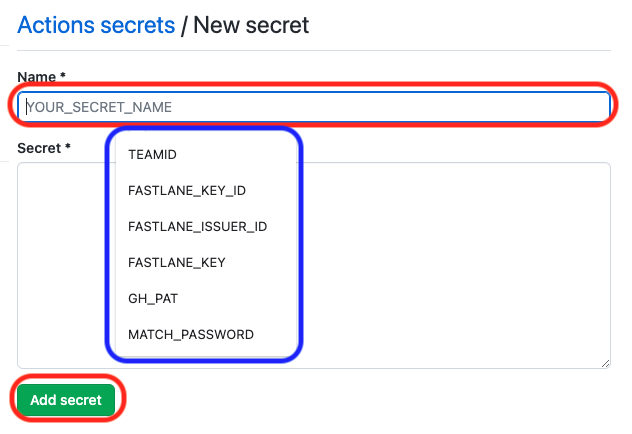 Actions secrets / New secret
Name *
YOUR_SECRET_NAME
Secret *
TEAMID
FASTLANE_KEY_ID
FASTLANE_ISSUER_ID
FASTLANE_KEY
GH_PAT
MATCH_PASSWORD
Add secret